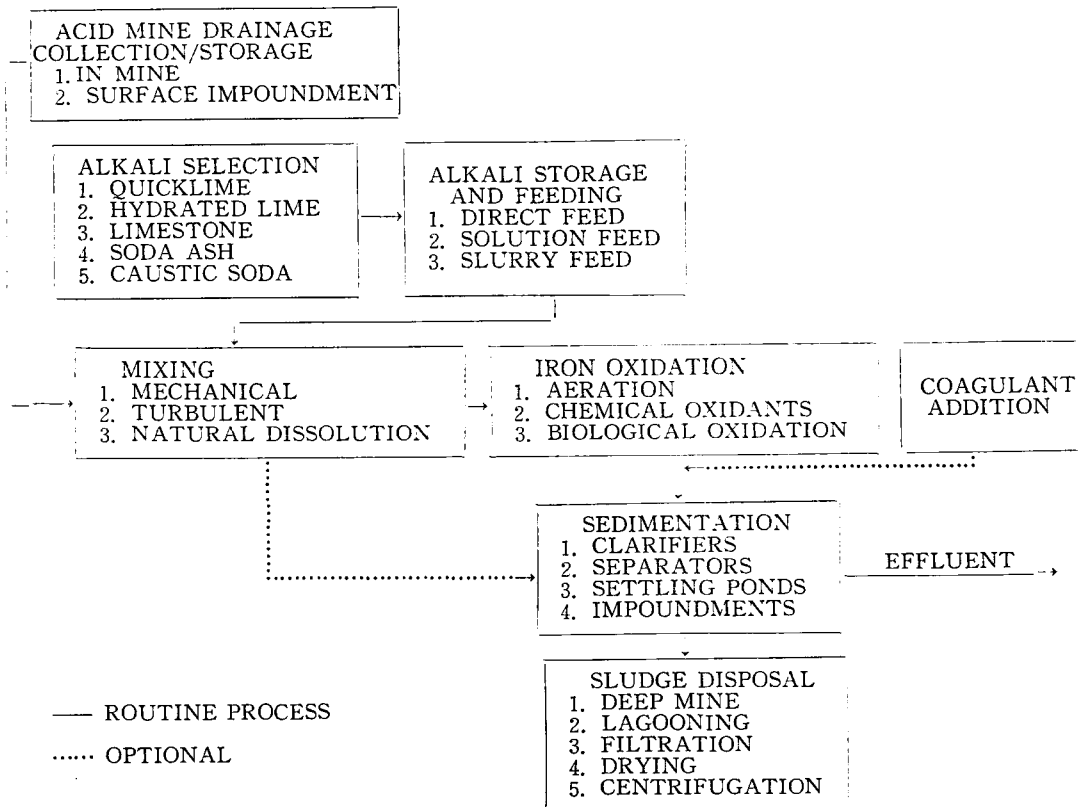 ACID MINE DRAINAGE
COLLECTION/STORAGE
1. IN MINE
2. SURFACE IMPOUNDMENT
ALKALI SELECTION
1. QUICKLIME
2. HYDRATED LIME
3. LIMESTONE
4. SODA ASH
5. CAUSTIC SODA
ALKALI STORAGE
AND FEEDING
1. DIRECT FEED
2. SOLUTION FEED
3. SLURRY FEED
MIXING
1. MECHANICAL
2. TURBULENT
3. NATURAL DISSOLUTION
IRON OXIDATION
1. AERATION
2. CHEMICAL OXIDANTS
3. BIOLOGICAL OXIDATION
COAGULANT
ADDITION
SEDIMENTATION
1. CLARIFIERS
2. SEPARATORS
3. SETTLING PONDS
4. IMPOUNDMENTS
EFFLUENT
SLUDGE DISPOSAL
1. DEEP MINE
2. LAGOONING
3. FILTRATION
4. DRYING
5. CENTRIFUGATION
ROUTINE PROCESS
OPTIONAL